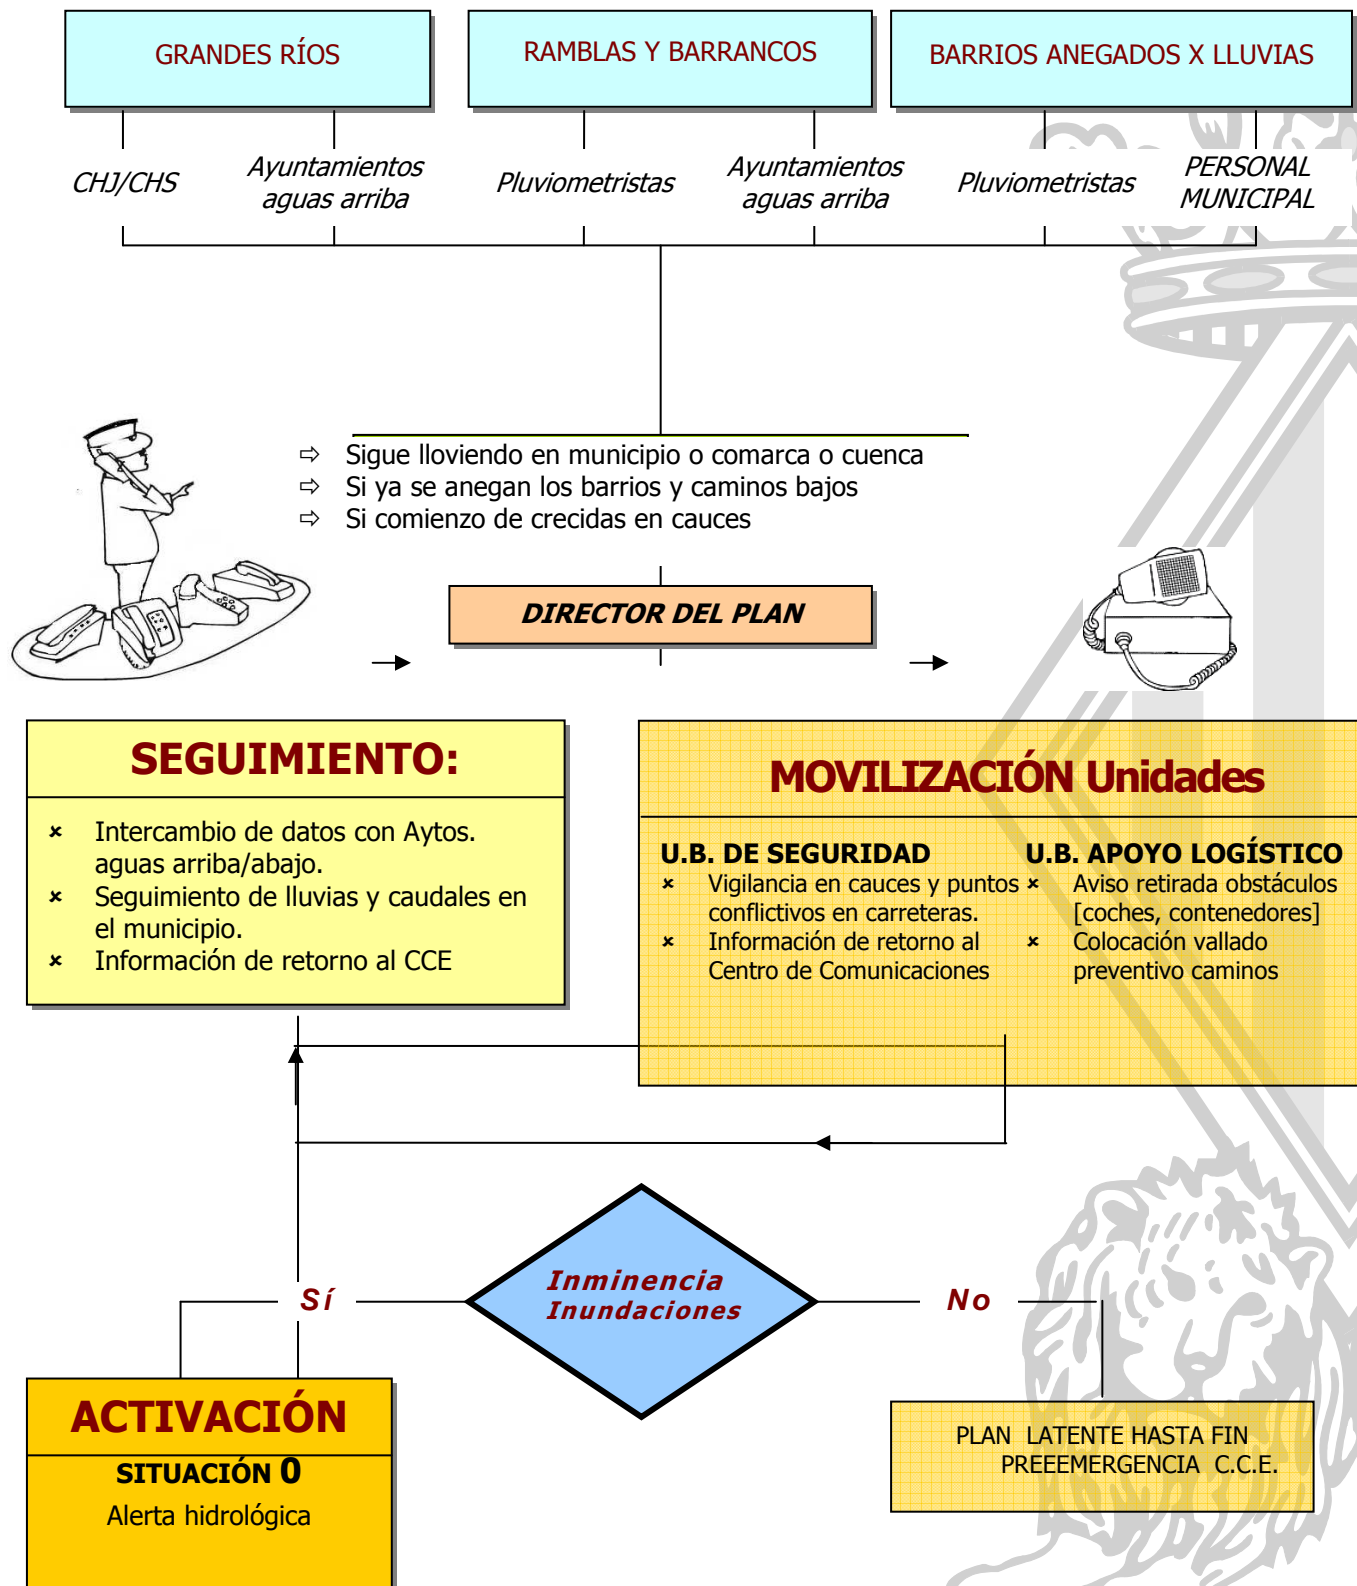 GRANDES RÍOS
RAMBLAS Y BARRANCOS
BARRIOS ANEGADOS X LLUVIAS
CHJ/CHS
Ayuntamientos
aguas arriba
Pluviometristas
Ayuntamientos
aguas arriba
Pluviometristas
PERSONAL
MUNICIPAL
⇨ Sigue lloviendo en municipio o comarca o cuenca
⇨ Si ya se anegan los barrios y caminos bajos
⇨ Si comienzo de crecidas en cauces
DIRECTOR DEL PLAN
SEGUIMIENTO:
× Intercambio de datos con Aytos.
aguas arriba/abajo.
× Seguimiento de lluvias y caudales en
el municipio.
× Información de retorno al CCE
MOVILIZACIÓN Unidades
U.B. DE SEGURIDAD
× Vigilancia en cauces y puntos
conflictivos en carreteras.
× Información de retorno al
Centro de Comunicaciones
U.B. APOYO LOGÍSTICO
× Aviso retirada obstáculos
[coches, contenedores]
× Colocación vallado
preventivo caminos
Inminencia
Inundaciones
Sí
No
ACTIVACIÓN
SITUACIÓN 0
Alerta hidrológica
PLAN LATENTE HASTA FIN
PREEEMERGENCIA C.C.E.